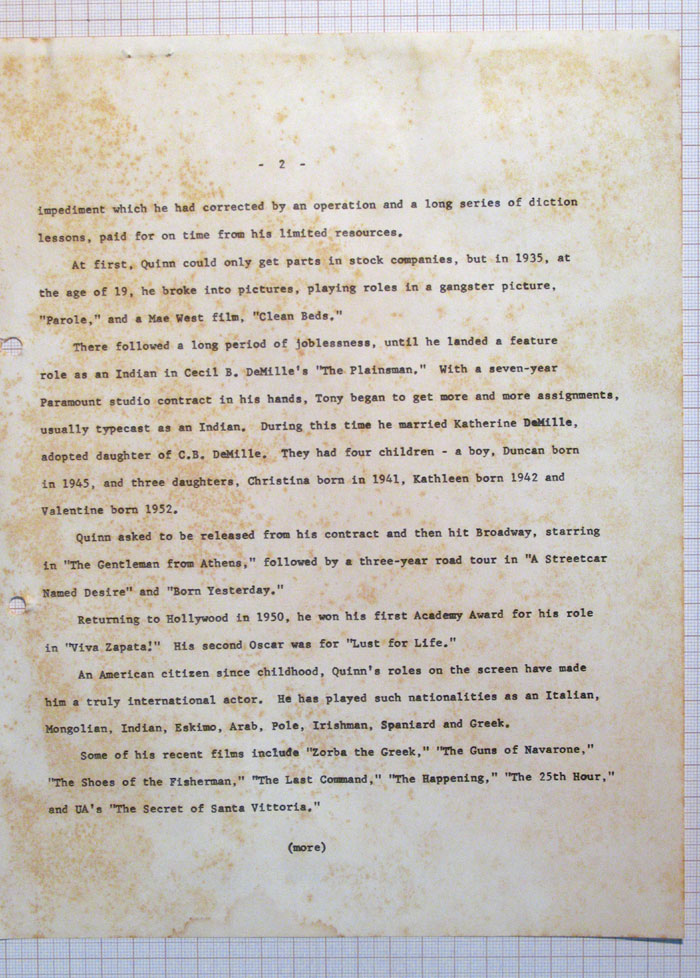 - 2 -
impediment which he had corrected by an operation and a long series of diction
lessons, paid for on time from his limited resources.
At first, Quinn could only get parts in stock companies, but in 1935, at
the age of 19, he broke into pictures, playing roles in a gangster picture,
"Parole," and a Mae West film, "Clean Beds."
There followed a long period of joblessness, until he landed a feature
role as an Indian in Cecil B. DeMille's "The Plainsman." With a seven-year
Paramount studio contract in his hands, Tony began to get more and more assignments,
usually typecast as an Indian. During this time he married Katherine DeMille,
adopted daughter of C.B. DeMille. They had four children - a boy, Duncan born
in 1945, and three daughters, Christina born in 1941, Kathleen born 1942 and
Valentine born 1952.
Quinn asked to be released from his contract and then hit Broadway, starring
in "The Gentleman from Athens," followed by a three-year road tour in "A Streetcar
Named Desire" and "Born Yesterday."
Returning to Hollywood in 1950, he won his first Academy Award for his role
in "Viva Zapata!" His second Oscar was for "Lust for Life."
An American citizen since childhood, Quinn's roles on the screen have made
him a truly international actor. He has played such nationalities as an Italian,
Mongolian, Indian, Eskimo, Arab, Pole, Irishman, Spaniard and Greek.
Some of his recent films include "Zorba the Greek," "The Guns of Navarone,"
"The Shoes of the Fisherman," "The Last Command," "The Happening," "The 25th Hour,"
and UA's "The Secret of Santa Vittoria."
(more)